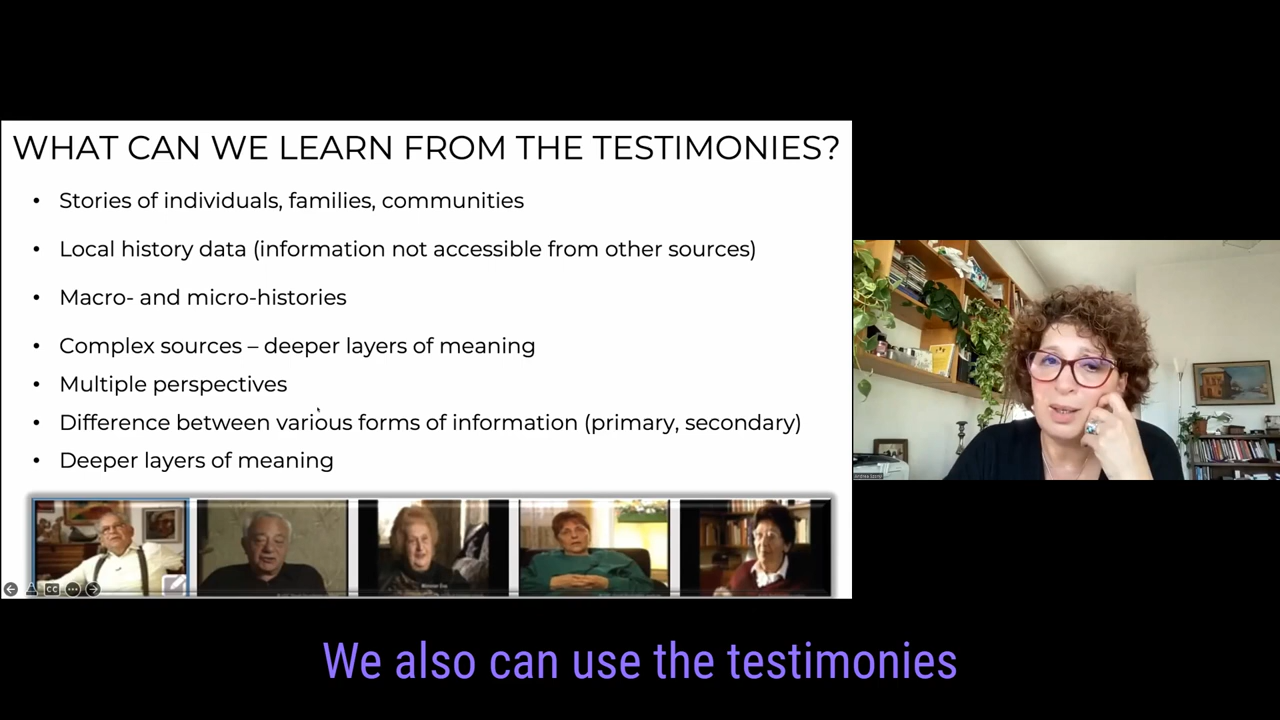 WHAT CAN WE LEARN FROM THE TESTIMONIES?
• Stories of individuals, families, communities
• Local history data (information not accessible from other sources)
• Macro- and micro-histories
• Complex sources – deeper layers of meaning
• Multiple perspectives
• Difference between various forms of information (primary, secondary)
• Deeper layers of meaning
CC
We also can use the testimonies